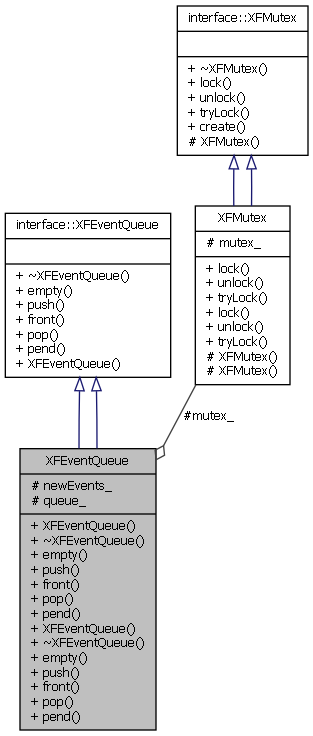 interface::XFMutex
+ ~XFMutex()
+ lock()
+ unlock()
+ tryLock()
+ create()
# XFMutex()
XFMutex
# mutex_
+ lock()
+ unlock()
+ tryLock()
+ lock()
+ unlock()
+ tryLock()
# XFMutex()
# XFMutex()
interface::XFEventQueue
+ ~XFEventQueue()
+ empty()
+ push()
+ front()
+ pop()
+ pend()
+ XFEventQueue()
#mutex_
XFEventQueue
# newEvents_
# queue_
+ XFEventQueue()
+ ~XFEventQueue()
+ empty()
+ push()
+ front()
+ pop()
+ pend()
+ XFEventQueue()
+ ~XFEventQueue()
+ empty()
+ push()
+ front()
+ pop()
+ pend()